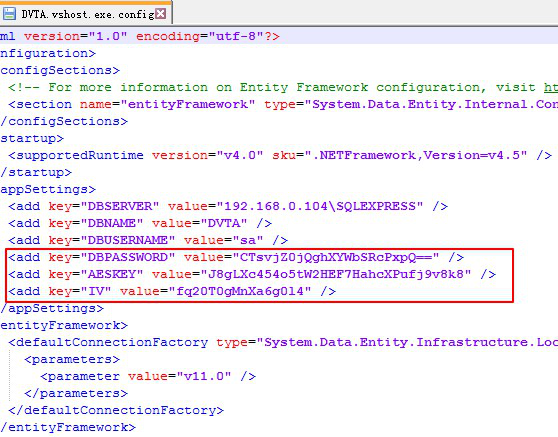 DVTA.vshost.exe.config
ml version="1.0" encoding="utf-8"?>
nfiguration>
configSections>
<!-- For more information on Entity Framework configuration, visit ht
<section name="entityFramework" type="System.Data.Entity.Internal.Con
/configSections>
startup>
<supportedRuntime version="v4.0" sku=".NETFramework,Version=v4.5" />
/startup>
appSettings>
<add key="DBSERVER" value="192.168.0.104\SQLEXPRESS" />
<add key="DBNAME" value="DVTA" />
<add key="DBUSERNAME" value="sa" />
<add key="DBPASSWORD" value="CTsvjZ0jQghXYWbSRcPxpQ==" />
<add key="AESKEY" value="J8gLXc454o5tW2HEF7HahcXPufj9v8k8" />
<add key="IV" value="fq20T0gMnXa6g0l4" />
/appSettings>
entityFramework>
<defaultConnectionFactory type="System.Data.Entity.Infrastructure.Loc
<parameters>
<parameter value="v11.0" />
</parameters>
</defaultConnectionFactory>
/entityFramework>